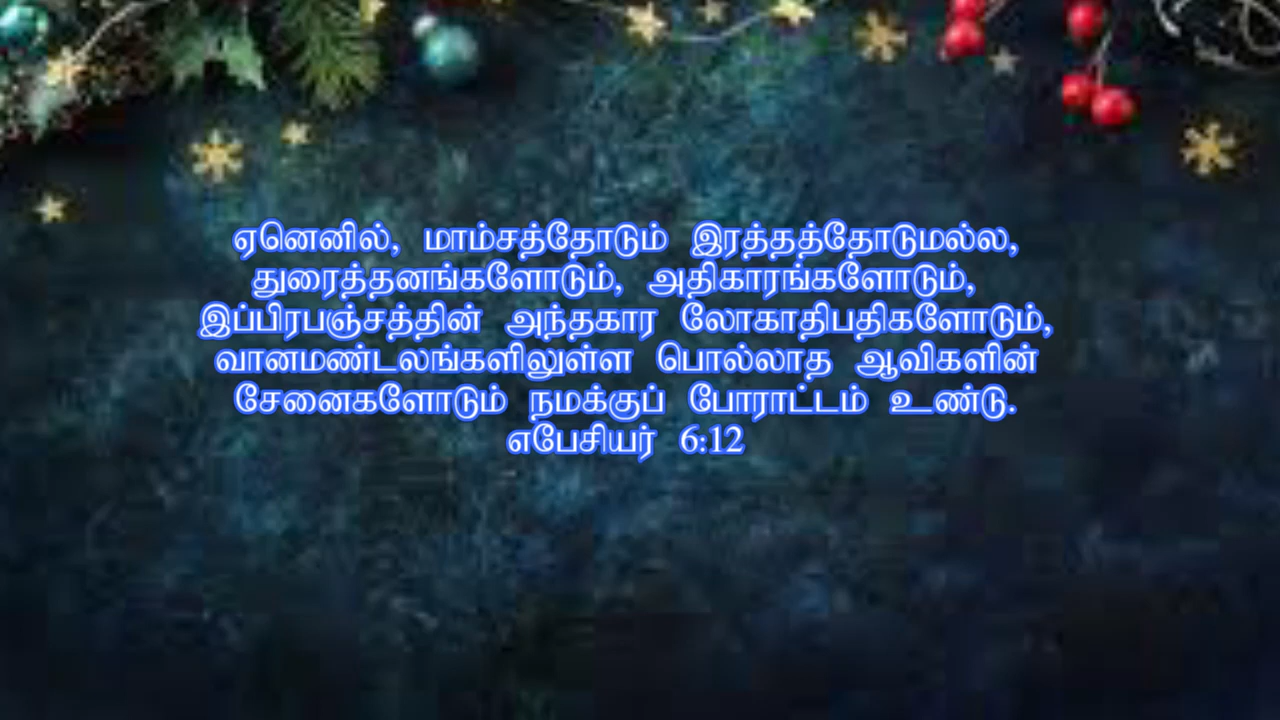 ஏனெனில், மாம்சத்தோடும் இரத்தத்தோடுமல்ல,
துரைத்தனங்களோடும், அதிகாரங்களோடும்,
இப்பிரபஞ்சத்தின் அந்தகார லோகாதிபதிகளோடும்,
வானமண்டலங்களிலுள்ள பொல்லாத ஆவிகளின்
சேனைகளோடும் நமக்குப் போராட்டம் உண்டு.
எபேசியர் 6:12